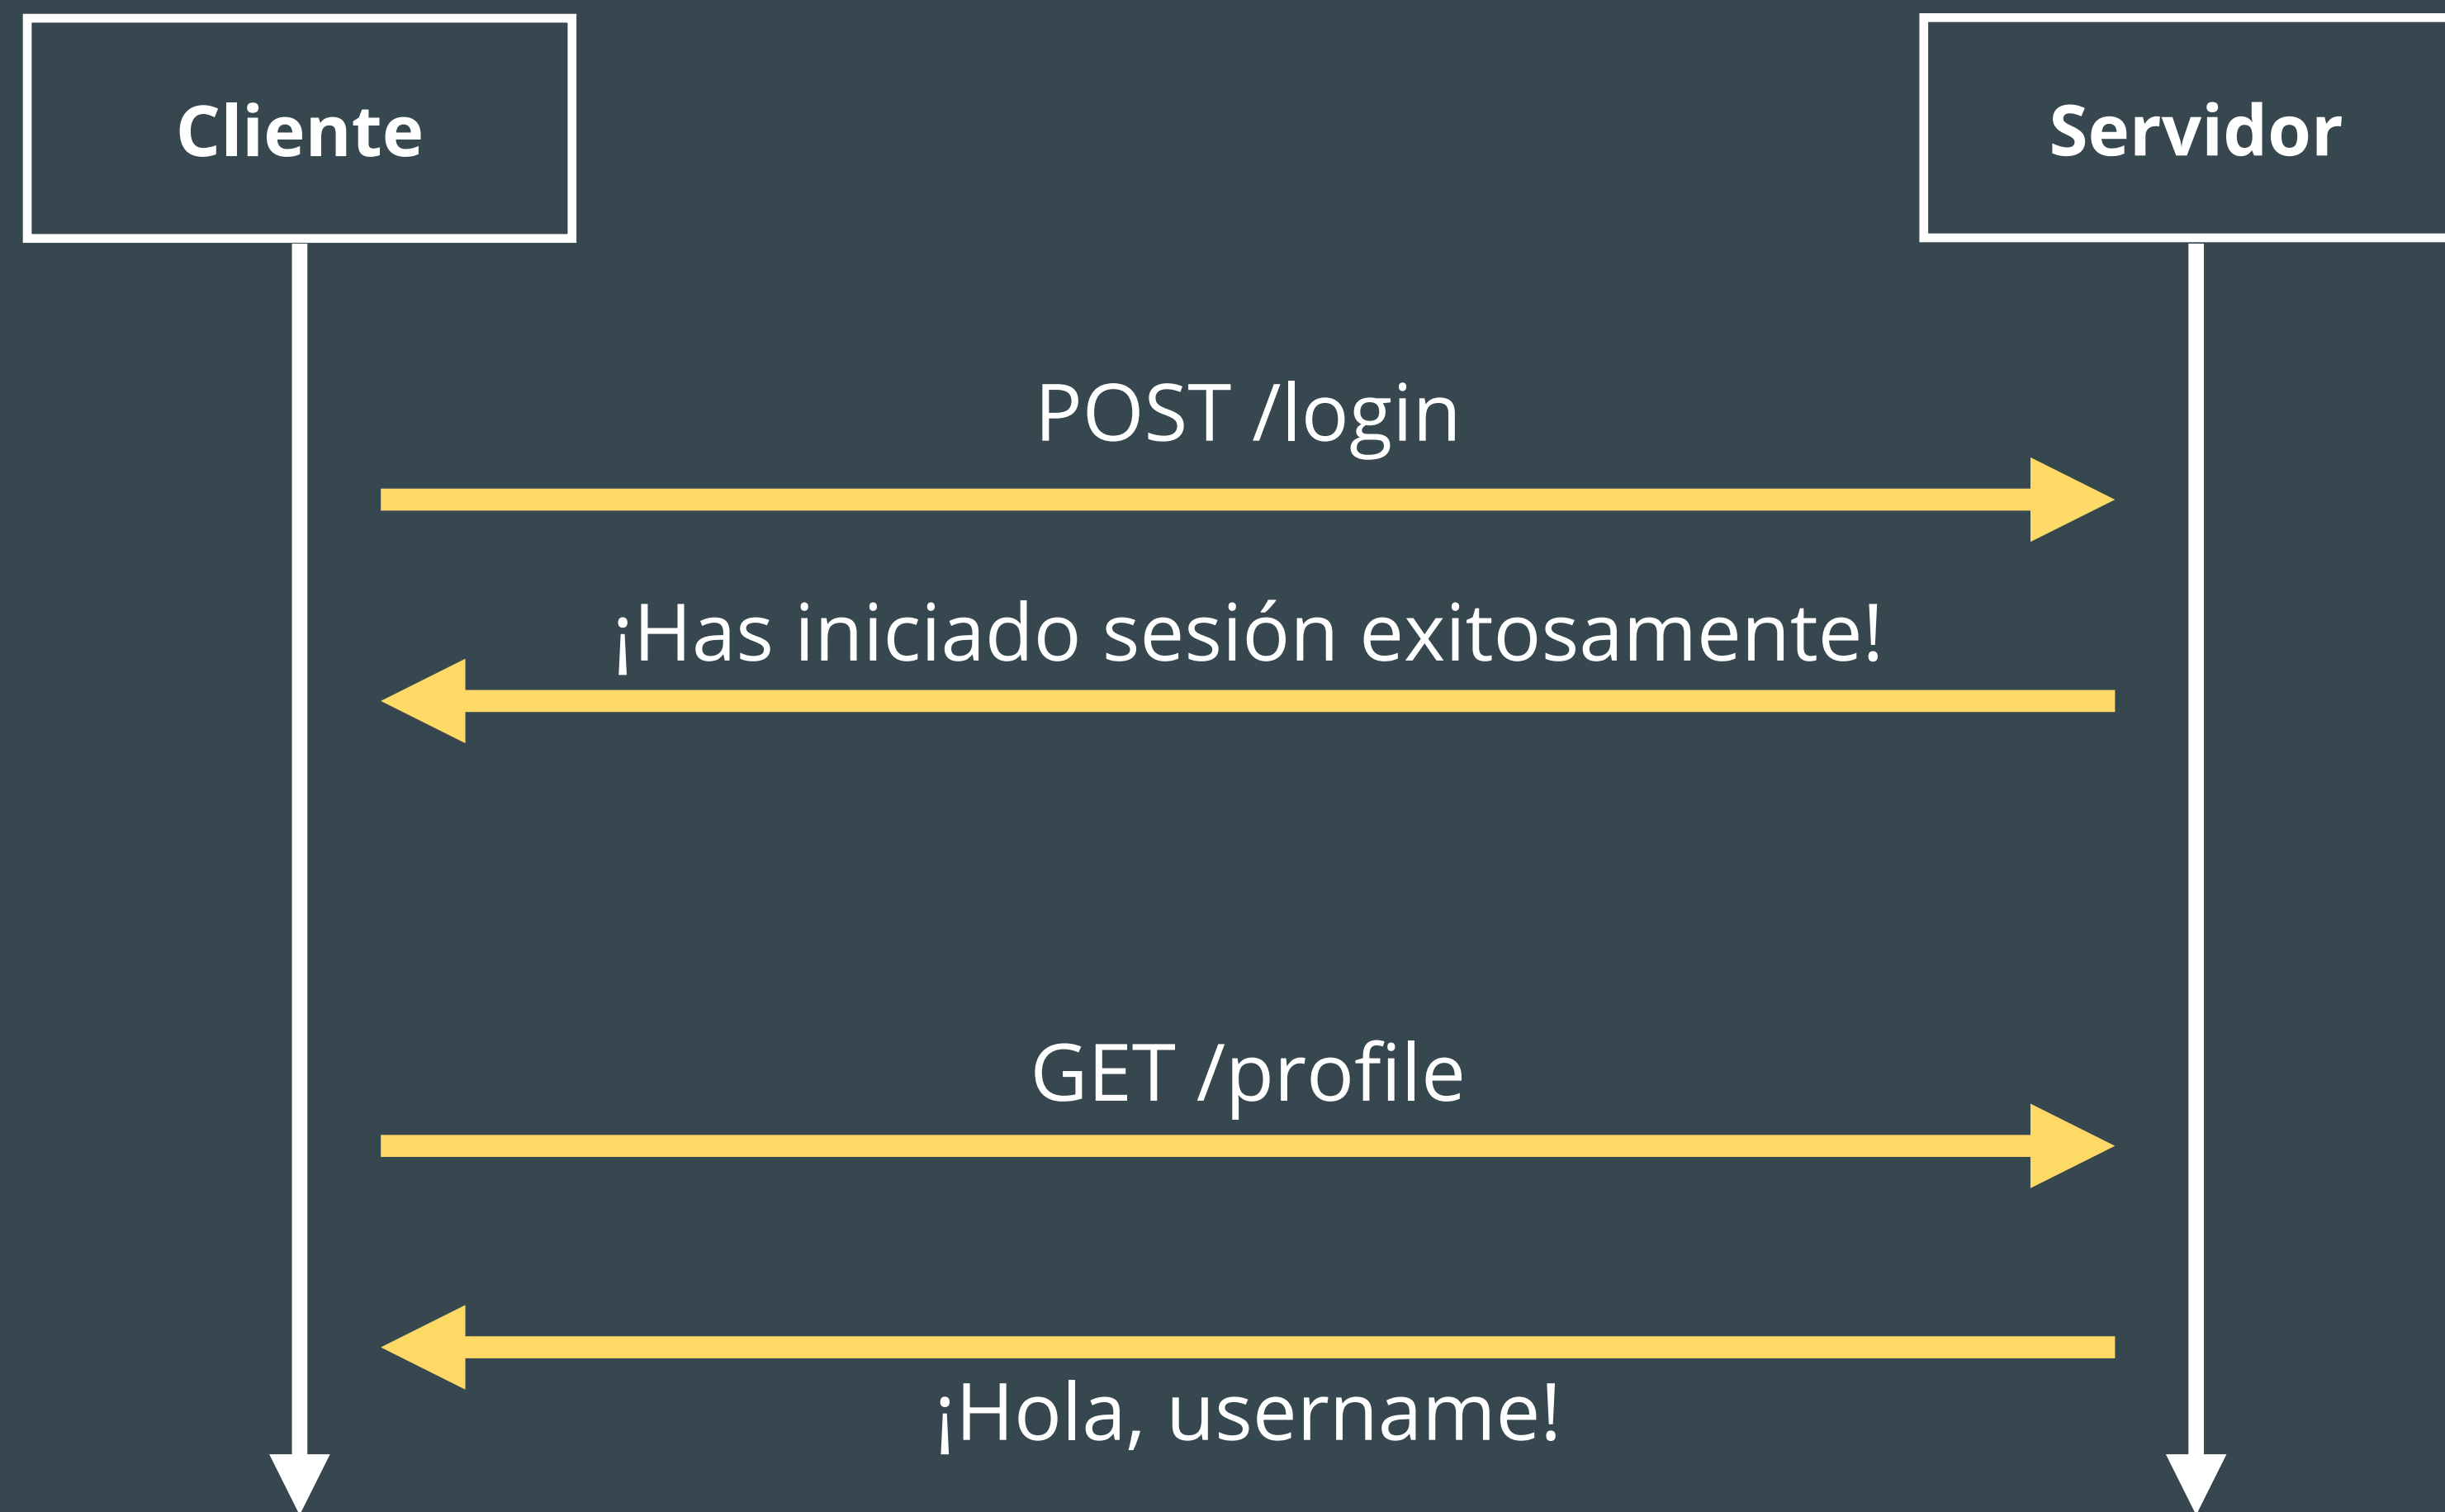 Cliente
Servidor
POST /login
¡Has iniciado sesión exitosamente!
GET /profile
¡Hola, username!